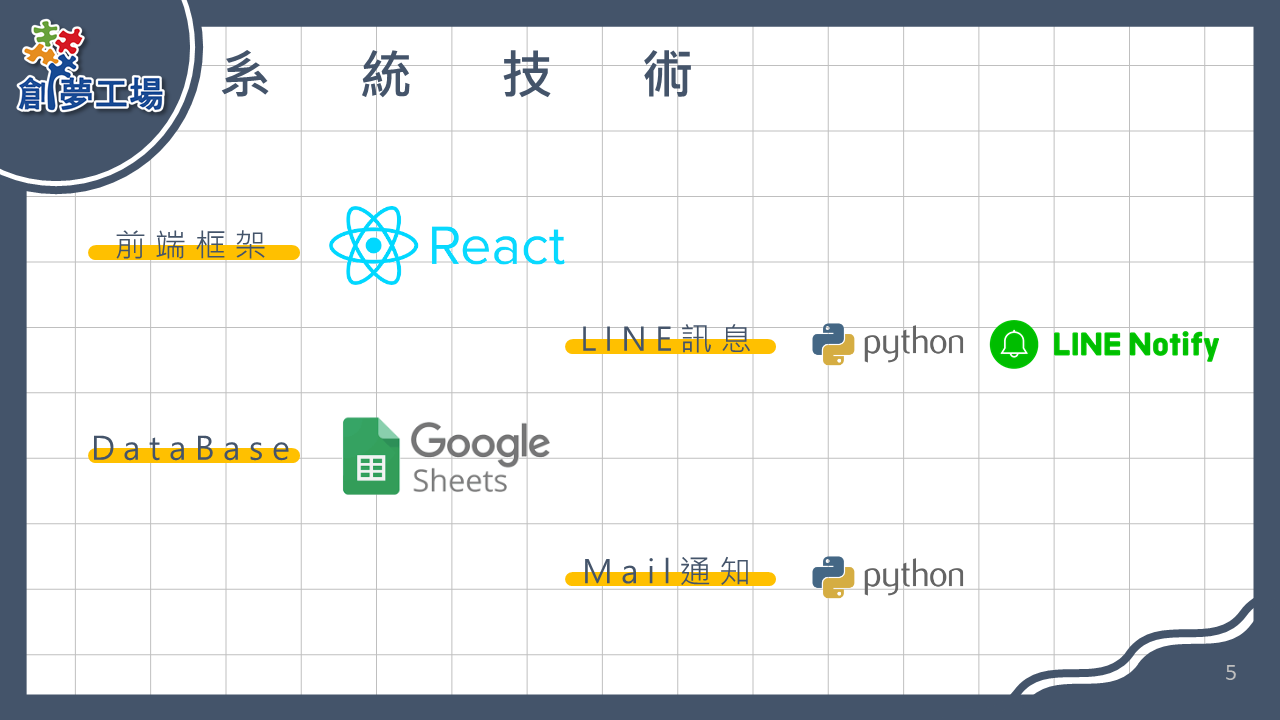 創夢工場
系統技術
前端框架
React
LINE訊息
python
LINE Notify
DataBase
Google
Sheets
Mail通知
python
5